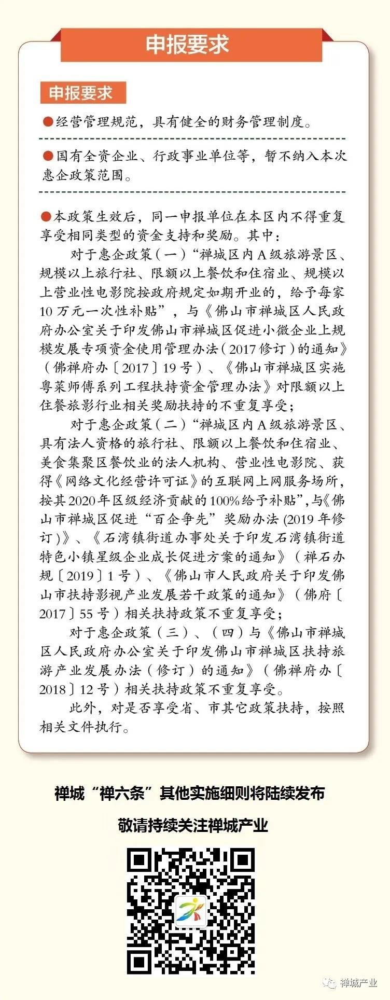 申报要求
申报要求
●经营管理规范，具有健全的财务管理制度。
●国有全资企业、行政事业单位等，暂不纳入本次
惠企政策范围。
●本政策生效后，同一申报单位在本区内不得重复
享受相同类型的资金支持和奖励。其中：
对于惠企政策（一）“禅城区内A级旅游景区、
规模以上旅行社、限额以上餐饮和住宿业、规模以
上营业性电影院按政府规定如期开业的，给予每家
10万元一次性补贴”，与《佛山市禅城区人民政
府办公室关于印发佛山市禅城区促进小微企业上规
模发展专项资金使用管理办法（2017修订）的通知》
（佛禅府办〔2017〕19号）、《佛山市禅城区实施
粤菜师傅系列工程扶持资金管理办法》对限额以上
住餐旅影行业相关奖励扶持的不重复享受；
对于惠企政策（二）“禅城区内A级旅游景区、
具有法人资格的旅行社、限额以上餐饮和住宿业、
美食集聚区餐饮业的法人机构、营业性电影院、获
得《网络文化经营许可证》的互联网上网服务场所，
按其2020年区级经济贡献的100%给予补贴”，与《佛
山市禅城区促进“百企争先”奖励办法(2019年修
订)》、《石湾镇街道办事处关于印发石湾镇街道
特色小镇星级企业成长促进方案的通知》（禅石办
规〔2019〕1号）、《佛山市人民政府关于印发佛
山市扶持影视产业发展若干政策的通知》（佛府〔
2017〕55号）相关扶持政策不重复享受；
对于惠企政策（三）、（四）与《佛山市禅城
区人民政府办公室关于印发佛山市禅城区扶持旅
游产业发展办法（修订）的通知》（佛禅府办〔
2018〕12号）相关扶持政策不重复享受。
此外，对是否享受省、市其它政策扶持，按照
相关文件执行。
禅城“禅六条”其他实施细则将陆续发布
敬请持续关注禅城产业
禅城产业